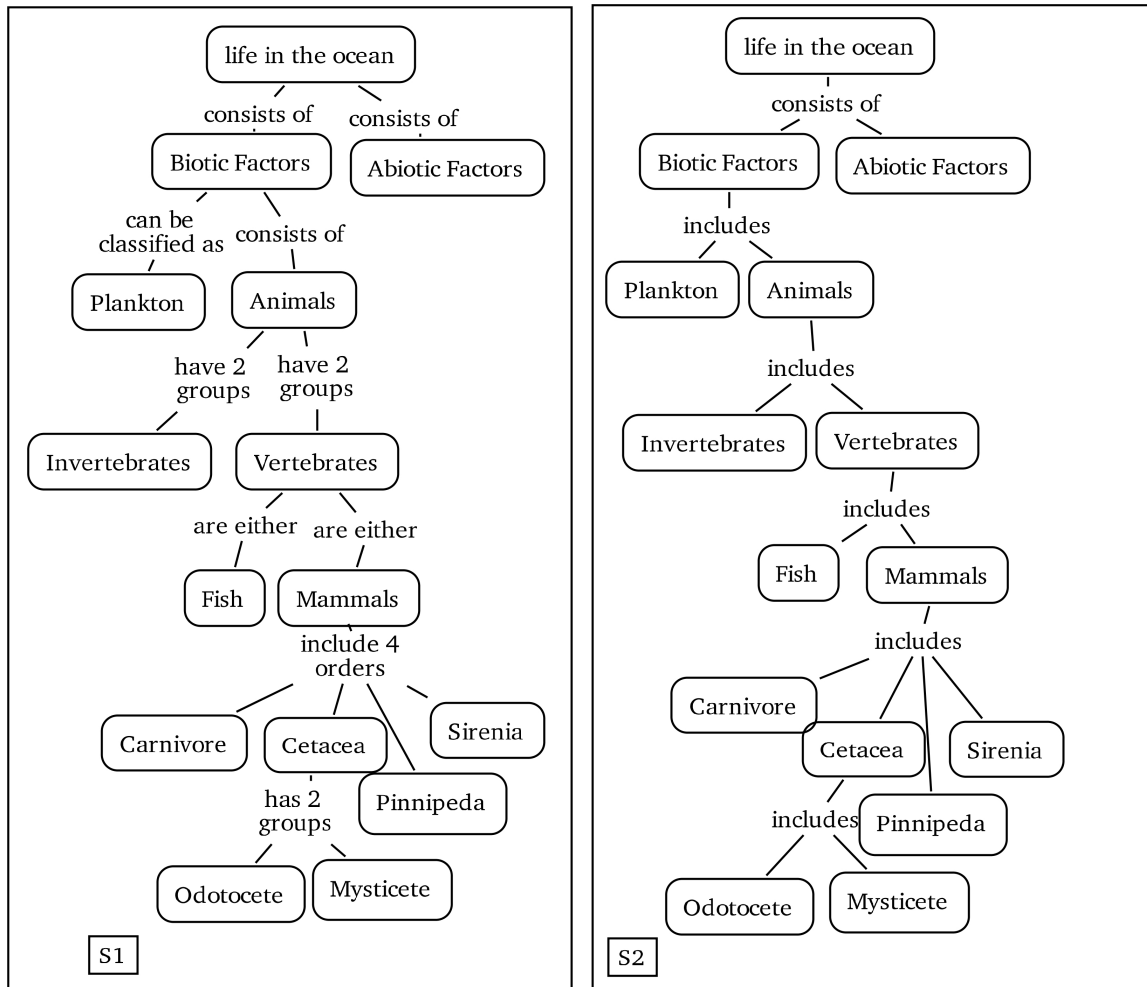 life in the ocean
consists of
consists of
Biotic Factors
Abiotic Factors
can be
classified as
consists of
Plankton
Animals
have 2
groups
have 2
groups
Invertebrates
Vertebrates
are either
are either
Fish
Mammals
include 4
orders
Carnivore
Cetacea
Sirenia
Pinnipeda
has 2
groups
Odotocete
Mysticete
S1
life in the ocean
consists of
Biotic Factors
Abiotic Factors
includes
Plankton
Animals
includes
Invertebrates
Vertebrates
includes
Fish
Mammals
includes
Carnivore
Cetacea
Sirenia
includes
Pinnipeda
Odotocete
Mysticete
S2